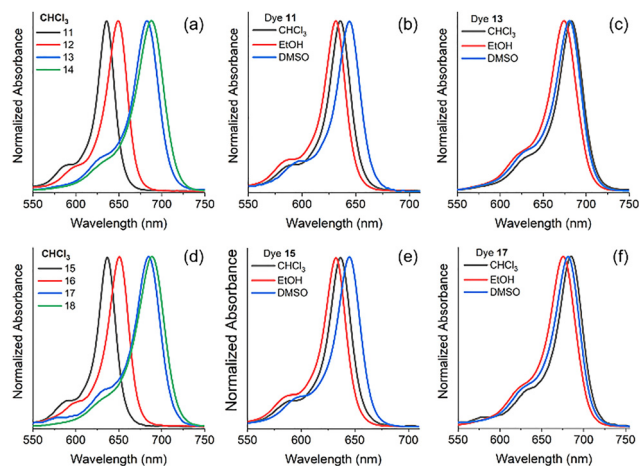 CHCl3
11
12
13
14
(a)
Normalized Absorbance
550 600 650 700 750
Wavelength (nm)
Dye 11
CHCl3
EtOH
DMSO
(b)
Normalized Absorbance
550 600 650 700
Wavelength (nm)
Dye 13
CHCl3
EtOH
DMSO
(c)
Normalized Absorbance
550 600 650 700 750
Wavelength (nm)
CHCl3
15
16
17
18
(d)
Normalized Absorbance
550 600 650 700 750
Wavelength (nm)
Dye 15
CHCl3
EtOH
DMSO
(e)
Normalized Absorbance
550 600 650 700
Wavelength (nm)
Dye 17
CHCl3
EtOH
DMSO
(f)
Normalized Absorbance
550 600 650 700 750
Wavelength (nm)